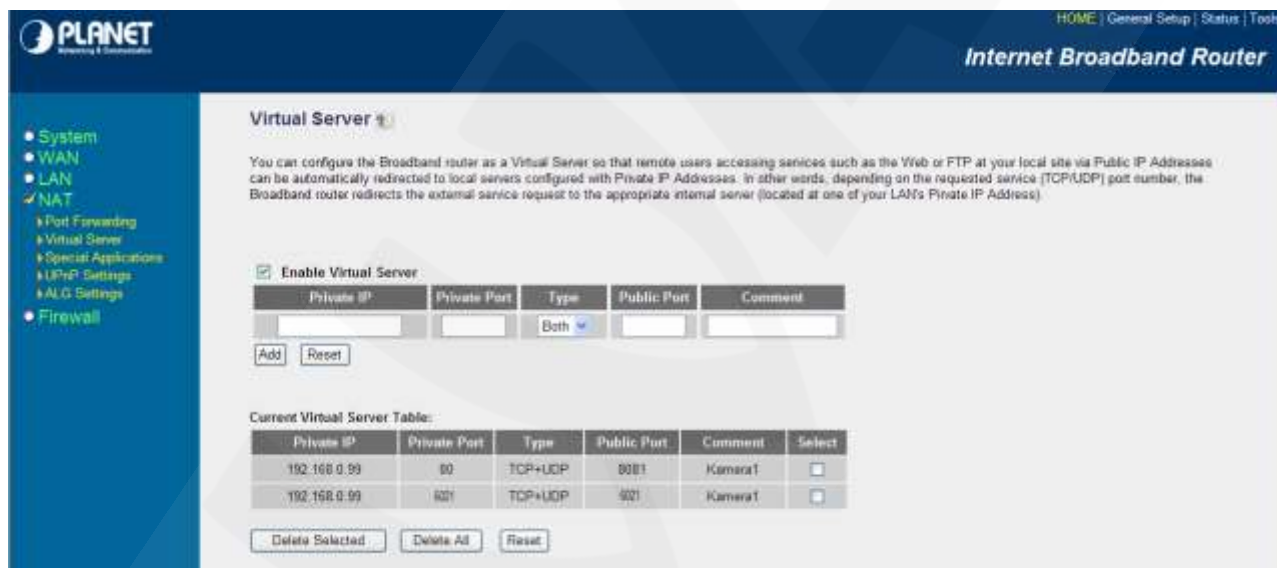 PLANET
Networking & Communication
HOME | General Setup | Status | Tools
Internet Broadband Router
System
WAN
LAN
NAT
Port Forwarding
Virtual Server
Special Applications
UPnP Settings
ALG Settings
Firewall
Virtual Server
You can configure the Broadband router as a Virtual Server so that remote users accessing services such as the Web or FTP at your local site via Public IP Addresses
can be automatically redirected to local servers configured with Private IP Addresses. In other words, depending on the requested service (TCP/UDP) port number, the
Broadband router redirects the external service request to the appropriate internal server (located at one of your LAN's Private IP Address).
Enable Virtual Server
Private IP Private Port Type Public Port Comment
Both
Add Reset
Current Virtual Server Table:
Private IP Private Port Type Public Port Comment Select
192.168.0.99 80 TCP+UDP Kamera1
192.168.0.99 6021 TCP+UDP 6021 Kamera1
Delete Selected Delete All Reset